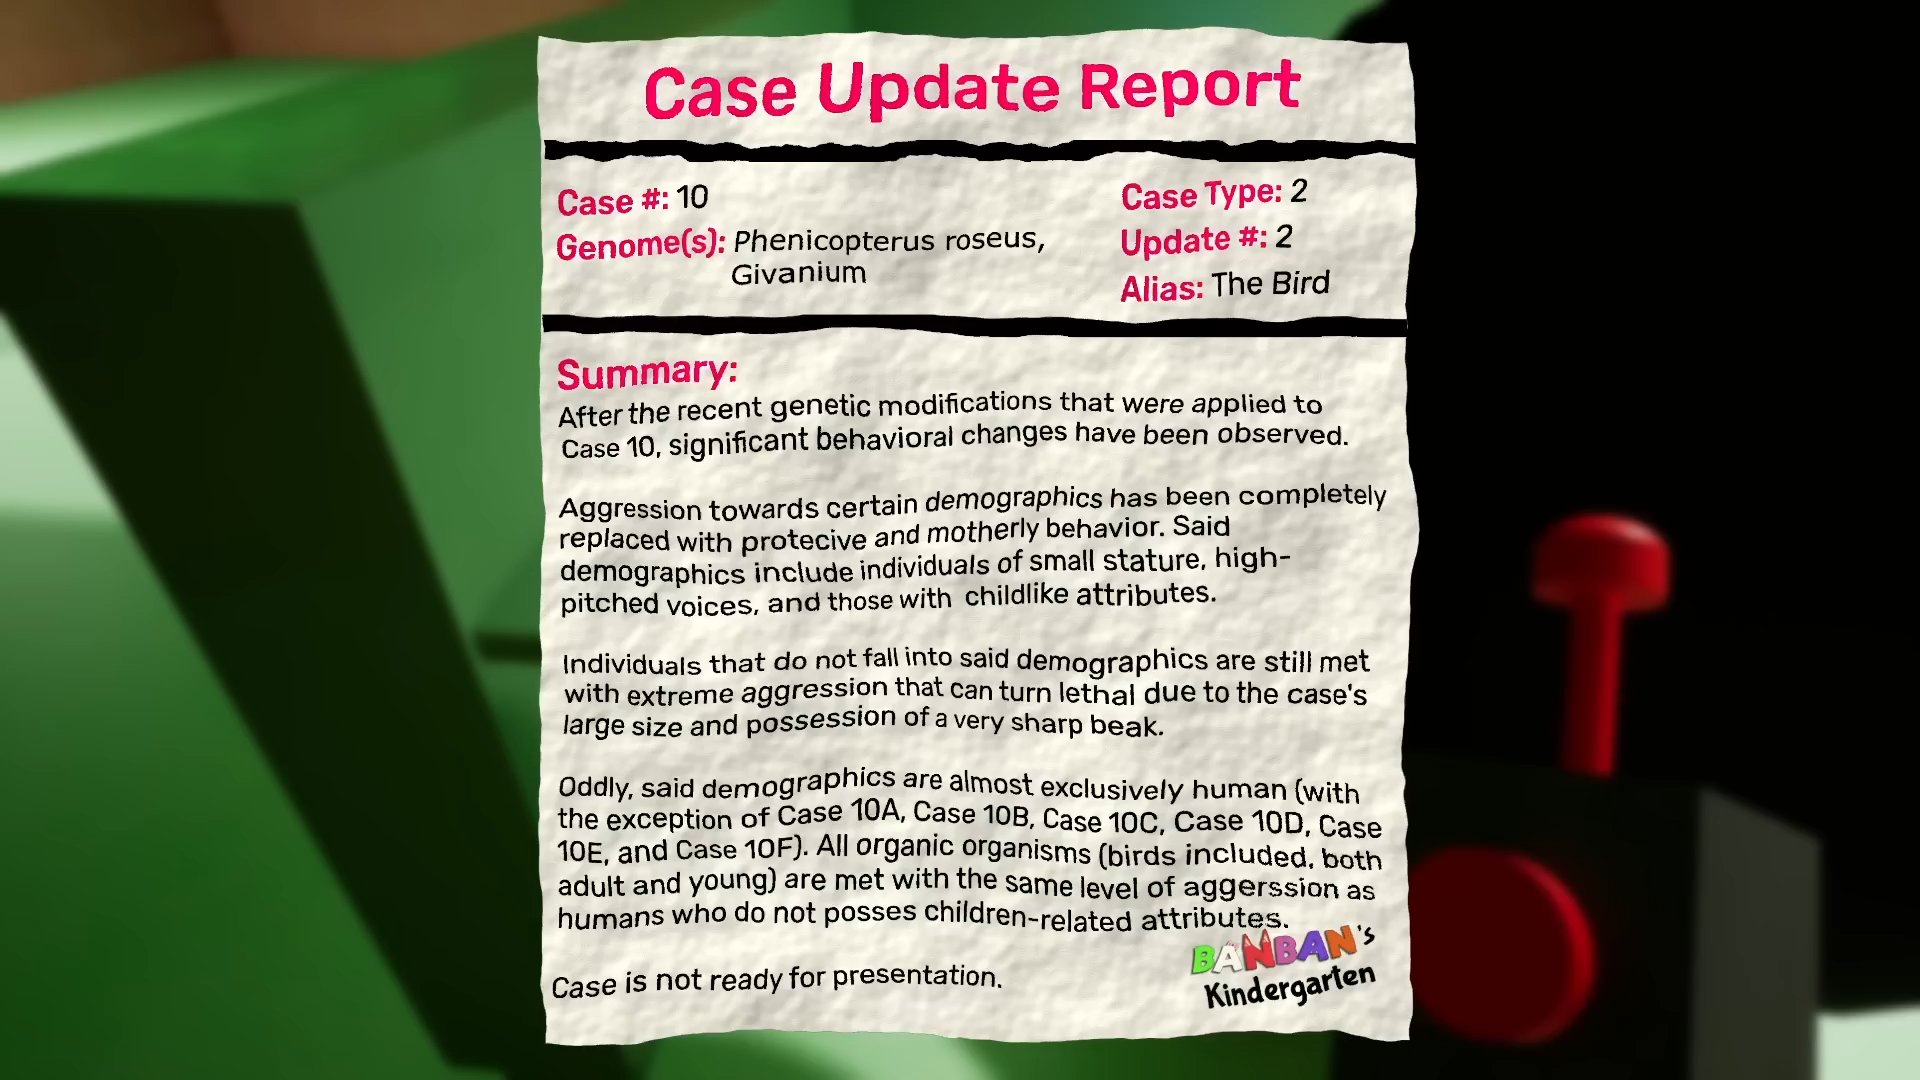 Case Update Report
Case #: 10
Genome(s): Phenicopterus roseus,
Givanium
Case Type: 2
Update #: 2
Alias: The Bird
Summary:
After the recent genetic modifications that were applied to
Case 10, significant behavioral changes have been observed.
Aggression towards certain demographics has been completely
replaced with protecive and motherly behavior. Said
demographics include individuals of small stature, high-
pitched voices, and those with childlike attributes.
Individuals that do not fall into said demographics are still met
with extreme aggression that can turn lethal due to the case's
large size and possession of a very sharp beak.
Oddly, said demographics are almost exclusively human (with
the exception of Case 10A, Case 10B, Case 10C, Case 10D, Case
10E, and Case 10F). All organic organisms (birds included, both
adult and young) are met with the same level of aggerssion as
humans who do not posses children-related attributes.
Case is not ready for presentation.
BANBAN's
Kindergarten